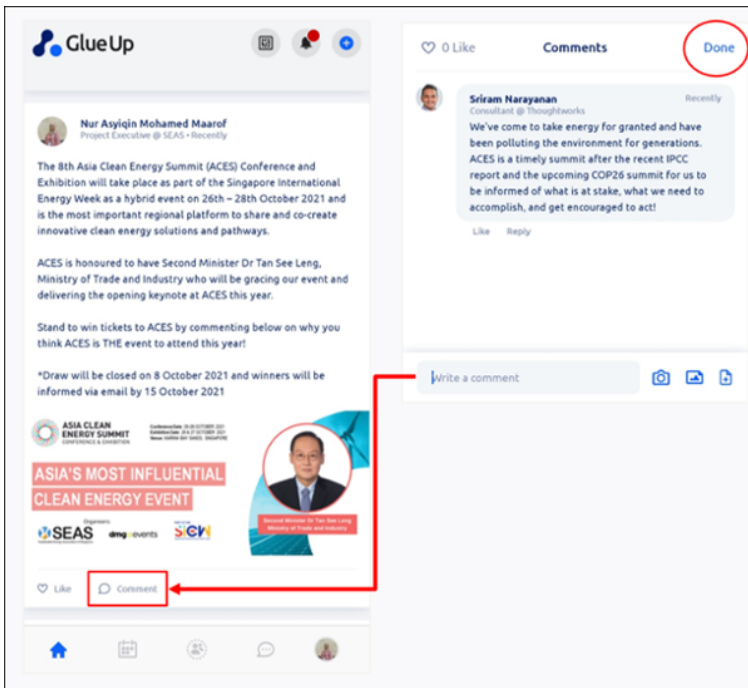 Glue Up
Nur Asyiqin Mohamed Maarof
Project Executive @ SEAS • Recently
The 8th Asia Clean Energy Summit (ACES) Conference and
Exhibition will take place as part of the Singapore International
Energy Week as a hybrid event on 26th – 28th October 2021 and
is the most important regional platform to share and co-create
innovative clean energy solutions and pathways.
ACES is honoured to have Second Minister Dr Tan See Leng,
Ministry of Trade and Industry who will be gracing our event and
delivering the opening keynote at ACES this year.
Stand to win tickets to ACES by commenting below on why you
think ACES is THE event to attend this year!
*Draw will be closed on 8 October 2021 and winners will be
informed via email by 15 October 2021
ASIA CLEAN
ENERGY SUMMIT
CONFERENCE & EXHIBITION
ASIA'S MOST INFLUENTIAL
CLEAN ENERGY EVENT
Organisers:
SEAS
dmg events
SIEW
Second Minister Dr Tan See Leng
Ministry of Trade and Industry
Like
Comment
0 Like
Comments
Done
Sriram Narayanan
Recently
Consultant @ Thoughtworks
We've come to take energy for granted and have
been polluting the environment for generations.
ACES is a timely summit after the recent IPCC
report and the upcoming COP26 summit for us to
be informed of what is at stake, what we need to
accomplish, and get encouraged to act!
Like
Reply
Write a comment